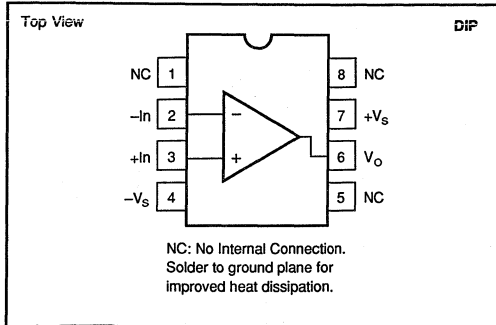 Top View DIP
NC 1 8 NC
–In 2 – 7 +VS
+In 3 + 6 VO
–VS 4 5 NC
NC: No Internal Connection.
Solder to ground plane for
improved heat dissipation.